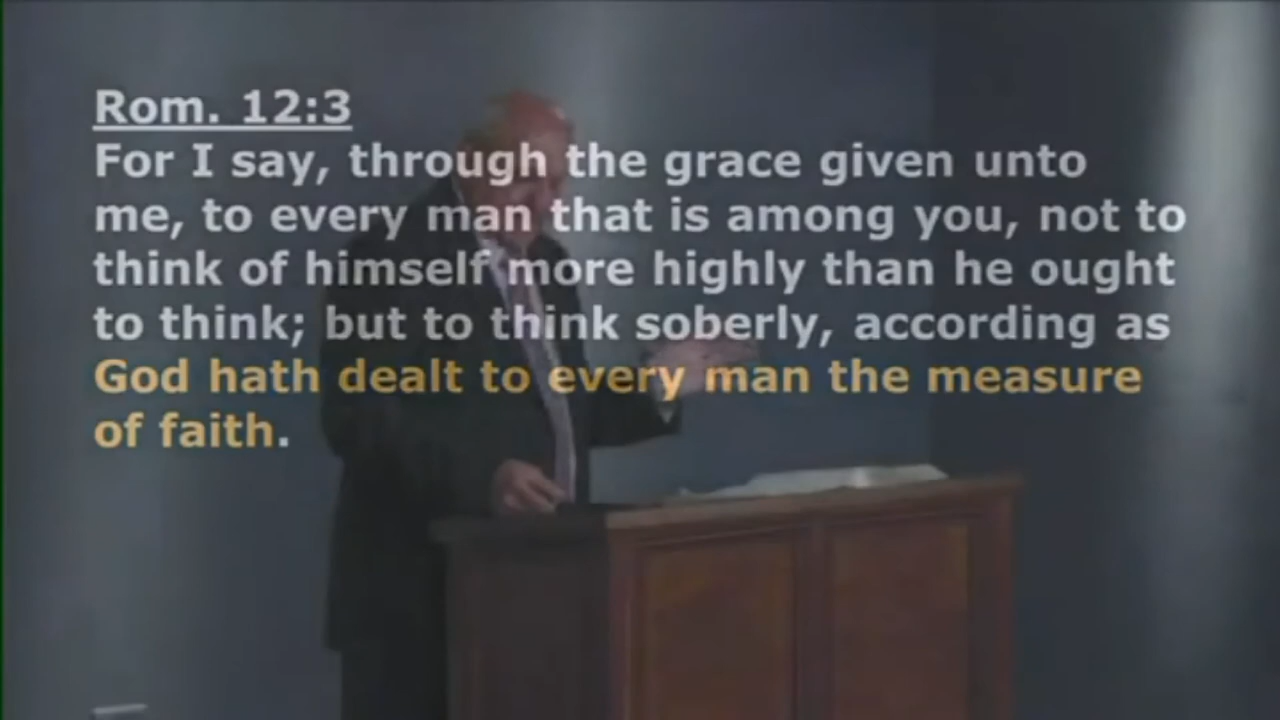 Rom. 12:3
For I say, through the grace given unto
me, to every man that is among you, not to
think of himself more highly than he ought
to think; but to think soberly, according as
God hath dealt to every man the measure
of faith.